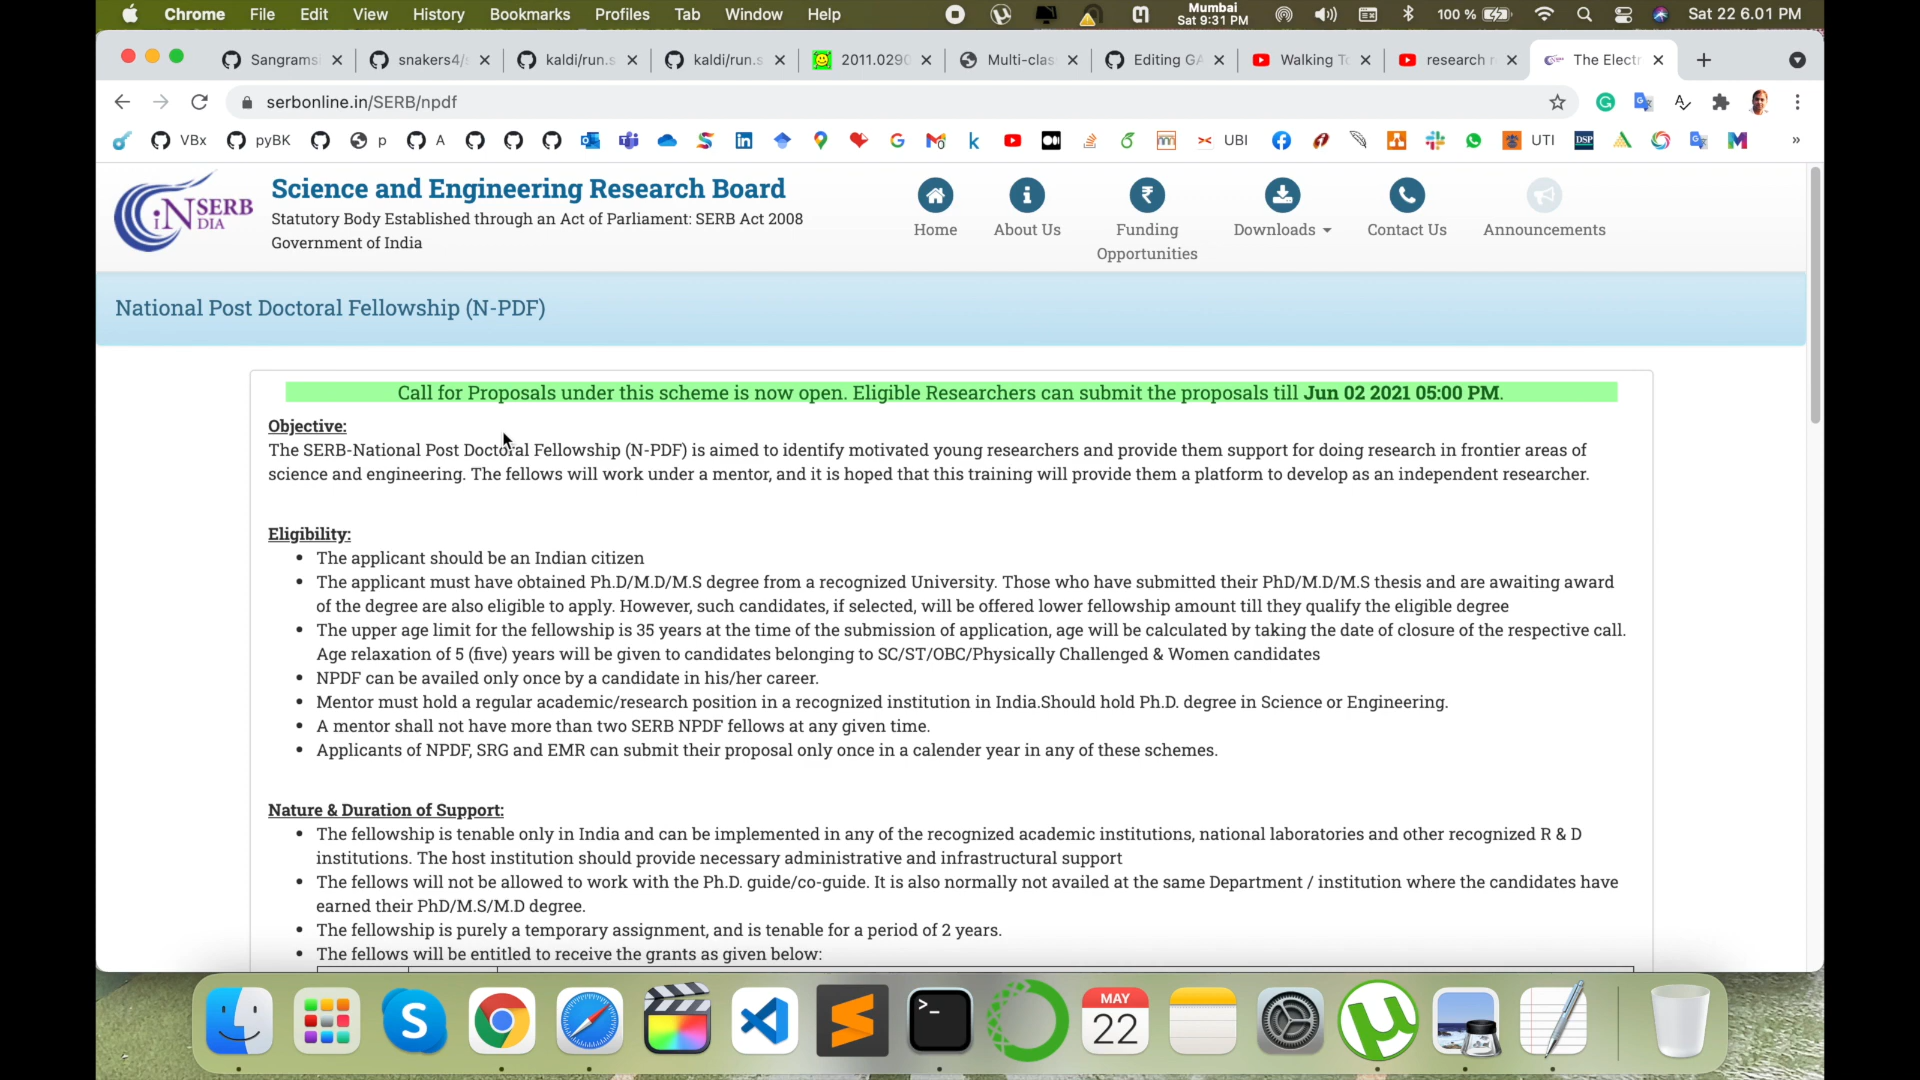 Chrome File Edit View History Bookmarks Profiles Tab Window Help
Mumbai
Sat 9:31 PM
100 %
Sat 22 6.01 PM
Sangrams
snakers4/
kaldi/run.s
kaldi/run.s
2011.0290
Multi-clas
Editing GA
Walking To
research r
The Electr
serbonline.in/SERB/npdf
VBx
pyBK
p
A
UBI
UTI
DSP
»
iNSERB
DIA
Science and Engineering Research Board
Statutory Body Established through an Act of Parliament: SERB Act 2008
Government of India
Home
About Us
Funding
Opportunities
Downloads
Contact Us
Announcements
National Post Doctoral Fellowship (N-PDF)
Call for Proposals under this scheme is now open. Eligible Researchers can submit the proposals till Jun 02 2021 05:00 PM.
Objective:
The SERB-National Post Doctoral Fellowship (N-PDF) is aimed to identify motivated young researchers and provide them support for doing research in frontier areas of
science and engineering. The fellows will work under a mentor, and it is hoped that this training will provide them a platform to develop as an independent researcher.
Eligibility:
• The applicant should be an Indian citizen
• The applicant must have obtained Ph.D/M.D/M.S degree from a recognized University. Those who have submitted their PhD/M.D/M.S thesis and are awaiting award
of the degree are also eligible to apply. However, such candidates, if selected, will be offered lower fellowship amount till they qualify the eligible degree
• The upper age limit for the fellowship is 35 years at the time of the submission of application, age will be calculated by taking the date of closure of the respective call.
Age relaxation of 5 (five) years will be given to candidates belonging to SC/ST/OBC/Physically Challenged & Women candidates
• NPDF can be availed only once by a candidate in his/her career.
• Mentor must hold a regular academic/research position in a recognized institution in India.Should hold Ph.D. degree in Science or Engineering.
• A mentor shall not have more than two SERB NPDF fellows at any given time.
• Applicants of NPDF, SRG and EMR can submit their proposal only once in a calender year in any of these schemes.
Nature & Duration of Support:
• The fellowship is tenable only in India and can be implemented in any of the recognized academic institutions, national laboratories and other recognized R & D
institutions. The host institution should provide necessary administrative and infrastructural support
• The fellows will not be allowed to work with the Ph.D. guide/co-guide. It is also normally not availed at the same Department / institution where the candidates have
earned their PhD/M.S/M.D degree.
• The fellowship is purely a temporary assignment, and is tenable for a period of 2 years.
• The fellows will be entitled to receive the grants as given below:
MAY
22